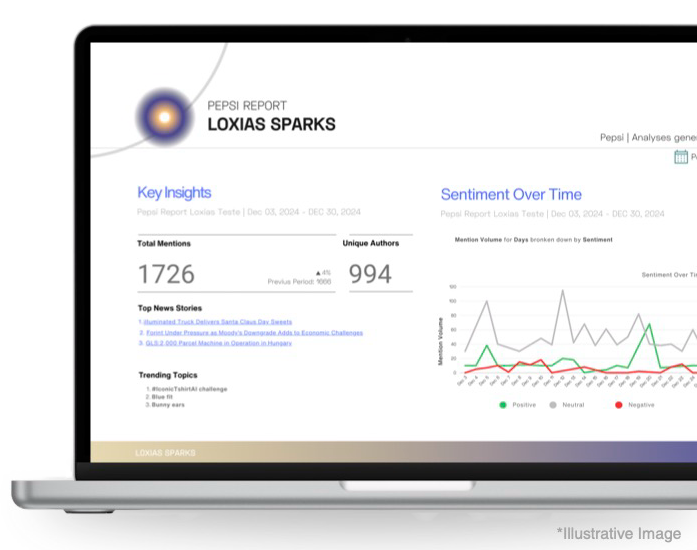 PEPSI REPORT
LOXIAS SPARKS
Pepsi | Analyses gene
Key Insights
Pepsi Report Loxias Teste | Dec 03, 2024 - DEC 30, 2024
Total Mentions
Unique Authors
1726
▲ 4%
Previus Period: 1666
994
Top News Stories
1. Illuminated Truck Delivers Santa Claus Day Sweets
2. Forint Under Pressure as Moody's Downgrade Adds to Economic Challenges
3. GLS:2 000 Parcel Machine in Operation in Hungary
Trending Topics
1. #IconicTshirtAI challenge
2. Blue fit
3. Bunny ears
Sentiment Over Time
Pepsi Report Loxias Teste | Dec 03, 2024 - DEC 30, 2024
Mention Volume for Days bronken down by Sentiment
Sentiment Over Ti
Mention Volume
100
80
60
40
20
0
Positive
Neutral
Negative
LOXIAS SPARKS
*Illustrative Image